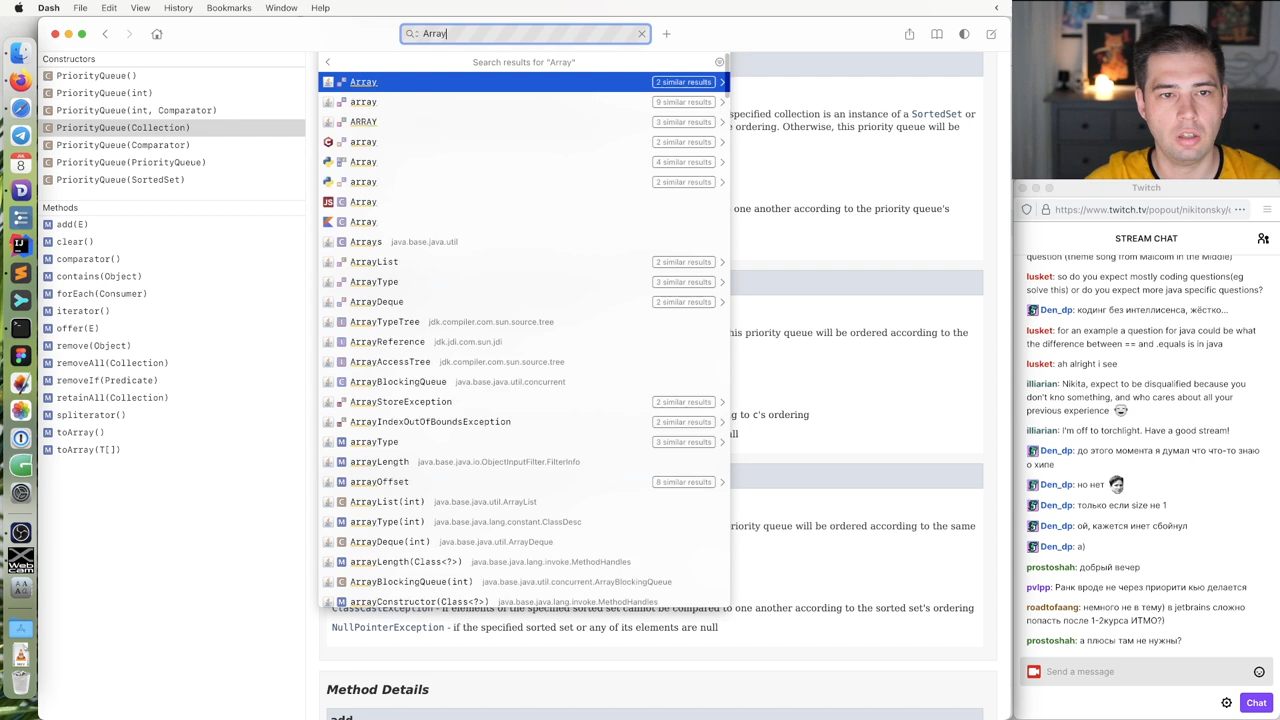 Dash File Edit View History Bookmarks Window Help
Array
Constructors
PriorityQueue()
PriorityQueue(int)
PriorityQueue(int, Comparator)
PriorityQueue(Collection)
PriorityQueue(Comparator)
PriorityQueue(PriorityQueue)
PriorityQueue(SortedSet)
Methods
add(E)
clear()
comparator()
contains(Object)
forEach(Consumer)
iterator()
offer(E)
remove(Object)
removeAll(Collection)
removeIf(Predicate)
retainAll(Collection)
spliterator()
toArray()
toArray(T[])
Search results for "Array"
Array 2 similar results
array 9 similar results
ARRAY 3 similar results
array 2 similar results
Array 4 similar results
array 2 similar results
Array
Array
Arrays java.base.java.util
ArrayList 2 similar results
ArrayType 3 similar results
ArrayDeque 2 similar results
ArrayTypeTree jdk.compiler.com.sun.source.tree
ArrayReference jdk.jdi.com.sun.jdi
ArrayAccessTree jdk.compiler.com.sun.source.tree
ArrayBlockingQueue java.base.java.util.concurrent
ArrayStoreException 2 similar results
ArrayIndexOutOfBoundsException 2 similar results
arrayType 3 similar results
arrayLength java.base.java.io.ObjectInputFilter.FilterInfo
arrayOffset 8 similar results
ArrayList(int) java.base.java.util.ArrayList
arrayType(int) java.base.java.lang.constant.ClassDesc
ArrayDeque(int) java.base.java.util.ArrayDeque
arrayLength(Class<?>) java.base.java.lang.invoke.MethodHandles
ArrayBlockingQueue(int) java.base.java.util.concurrent.ArrayBlockingQueue
arrayConstructor(Class<?>) java.base.java.lang.invoke.MethodHandles
specified collection is an instance of a SortedSet or
e ordering. Otherwise, this priority queue will be
one another according to the priority queue's
his priority queue will be ordered according to the
g to c's ordering
ull
riority queue will be ordered according to the same
ClassCastException - if elements of the specified sorted set cannot be compared to one another according to the sorted set's ordering
NullPointerException - if the specified sorted set or any of its elements are null
Method Details
add
Twitch
https://www.twitch.tv/popout/nikitonsky/c
STREAM CHAT
question (theme song from Malcolm in the Middle)
lusket: so do you expect mostly coding questions(eg
solve this) or do you expect more java specific questions?
Den_dp: кодинг без интеллисенса, жёстко...
lusket: for an example a question for java could be what
the difference between == and .equals is in java
lusket: ah alright i see
illiarian: Nikita, expect to be disqualified because you
don't kno something, and who cares about all your
previous experience
illiarian: I'm off to torchlight. Have a good stream!
Den_dp: до этого момента я думал что что-то знаю
о хипе
Den_dp: но нет
Den_dp: только если size не 1
Den_dp: ой, кажется инет сбойнул
Den_dp: а)
prostoshah: добрый вечер
pvlpp: Ранк вроде не через приорити кью делается
roadtofaang: немного не в тему) в jetbrains сложно
попасть после 1-2курса ИТМО?)
prostoshah: а плюсы там не нужны?
Send a message
Chat